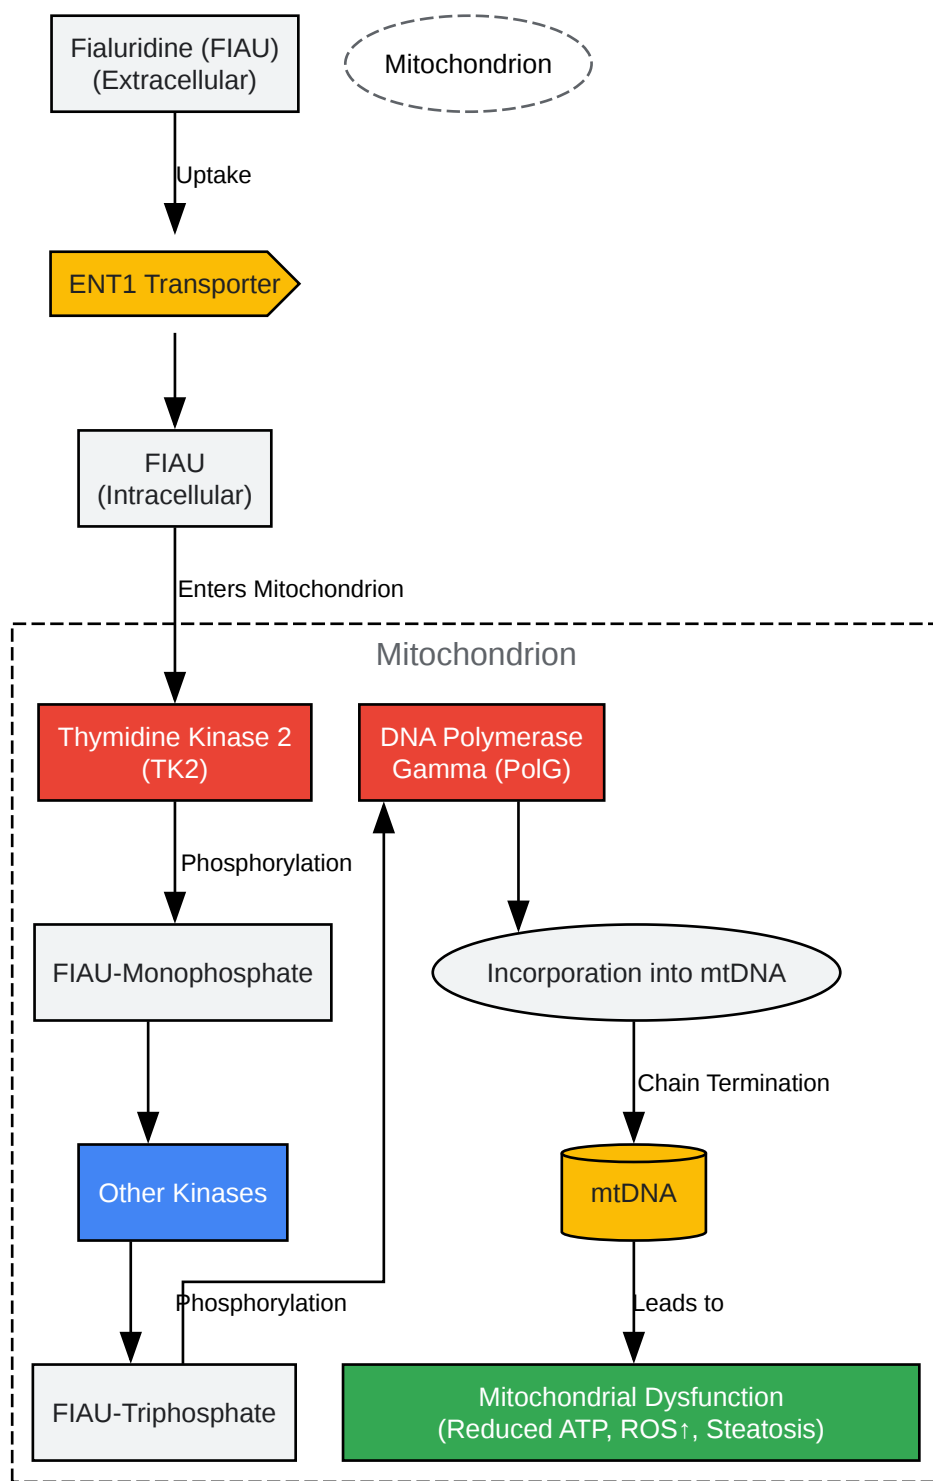 Fialuridine (FIAU)
(Extracellular)
Mitochondrion
Uptake
ENT1 Transporter
FIAU
(Intracellular)
Enters Mitochondrion
Mitochondrion
Thymidine Kinase 2
(TK2)
DNA Polymerase
Gamma (PolG)
Phosphorylation
FIAU-Monophosphate
Incorporation into mtDNA
Chain Termination
Other Kinases
mtDNA
Phosphorylation
Leads to
FIAU-Triphosphate
Mitochondrial Dysfunction
(Reduced ATP, ROS↑, Steatosis)